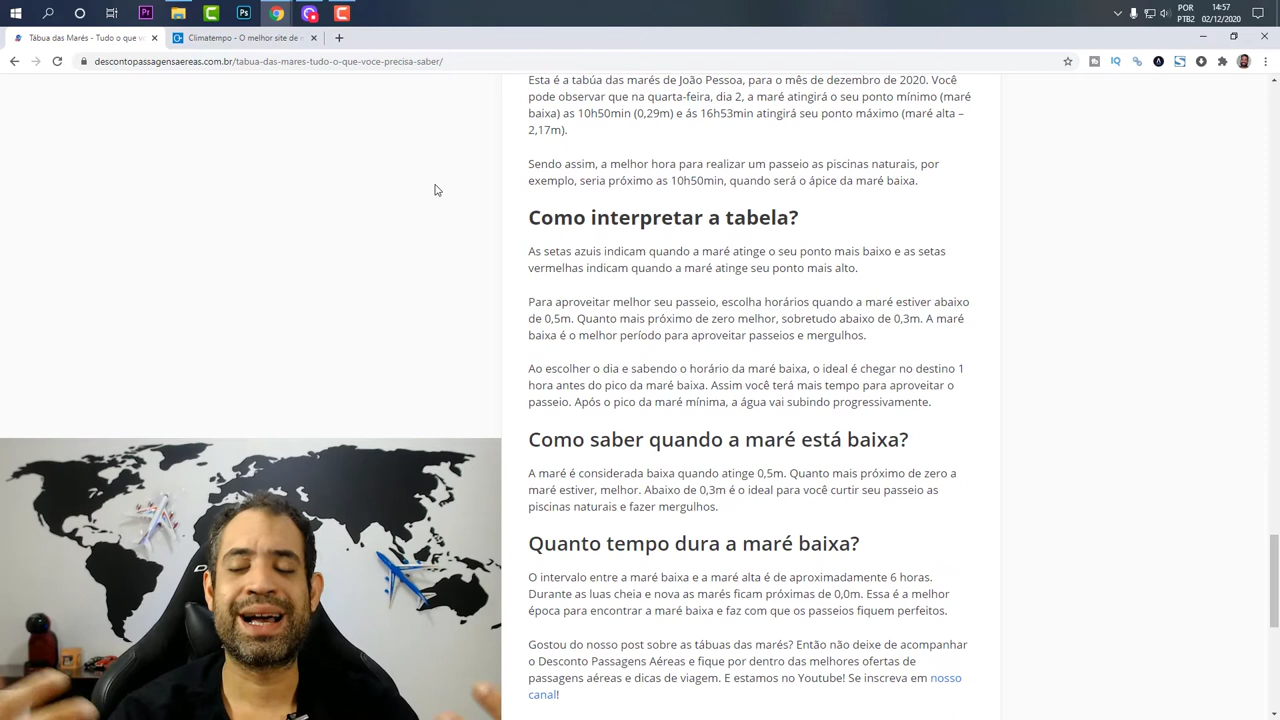 POR
14:57
PTB2
02/12/2020
Tábua das Marés - Tudo o que v
Climatempo - O melhor site de
descontopassagensaereas.com.br/tabua-das-mares-tudo-o-que-voce-precisa-saber/
Esta é a tabúa das marés de João Pessoa, para o mês de dezembro de 2020. Você
pode observar que na quarta-feira, dia 2, a maré atingirá o seu ponto mínimo (maré
baixa) as 10h50min (0,29m) e ás 16h53min atingirá seu ponto máximo (maré alta –
2,17m).
Sendo assim, a melhor hora para realizar um passeio as piscinas naturais, por
exemplo, seria próximo as 10h50min, quando será o ápice da maré baixa.
Como interpretar a tabela?
As setas azuis indicam quando a maré atinge o seu ponto mais baixo e as setas
vermelhas indicam quando a maré atinge seu ponto mais alto.
Para aproveitar melhor seu passeio, escolha horários quando a maré estiver abaixo
de 0,5m. Quanto mais próximo de zero melhor, sobretudo abaixo de 0,3m. A maré
baixa é o melhor período para aproveitar passeios e mergulhos.
Ao escolher o dia e sabendo o horário da maré baixa, o ideal é chegar no destino 1
hora antes do pico da maré baixa. Assim você terá mais tempo para aproveitar o
passeio. Após o pico da maré mínima, a água vai subindo progressivamente.
Como saber quando a maré está baixa?
A maré é considerada baixa quando atinge 0,5m. Quanto mais próximo de zero a
maré estiver, melhor. Abaixo de 0,3m é o ideal para você curtir seu passeio as
piscinas naturais e fazer mergulhos.
Quanto tempo dura a maré baixa?
O intervalo entre a maré baixa e a maré alta é de aproximadamente 6 horas.
Durante as luas cheia e nova as marés ficam próximas de 0,0m. Essa é a melhor
época para encontrar a maré baixa e faz com que os passeios fiquem perfeitos.
Gostou do nosso post sobre as tábuas das marés? Então não deixe de acompanhar
o Desconto Passagens Aéreas e fique por dentro das melhores ofertas de
passagens aéreas e dicas de viagem. E estamos no Youtube! Se inscreva em nosso
canal!